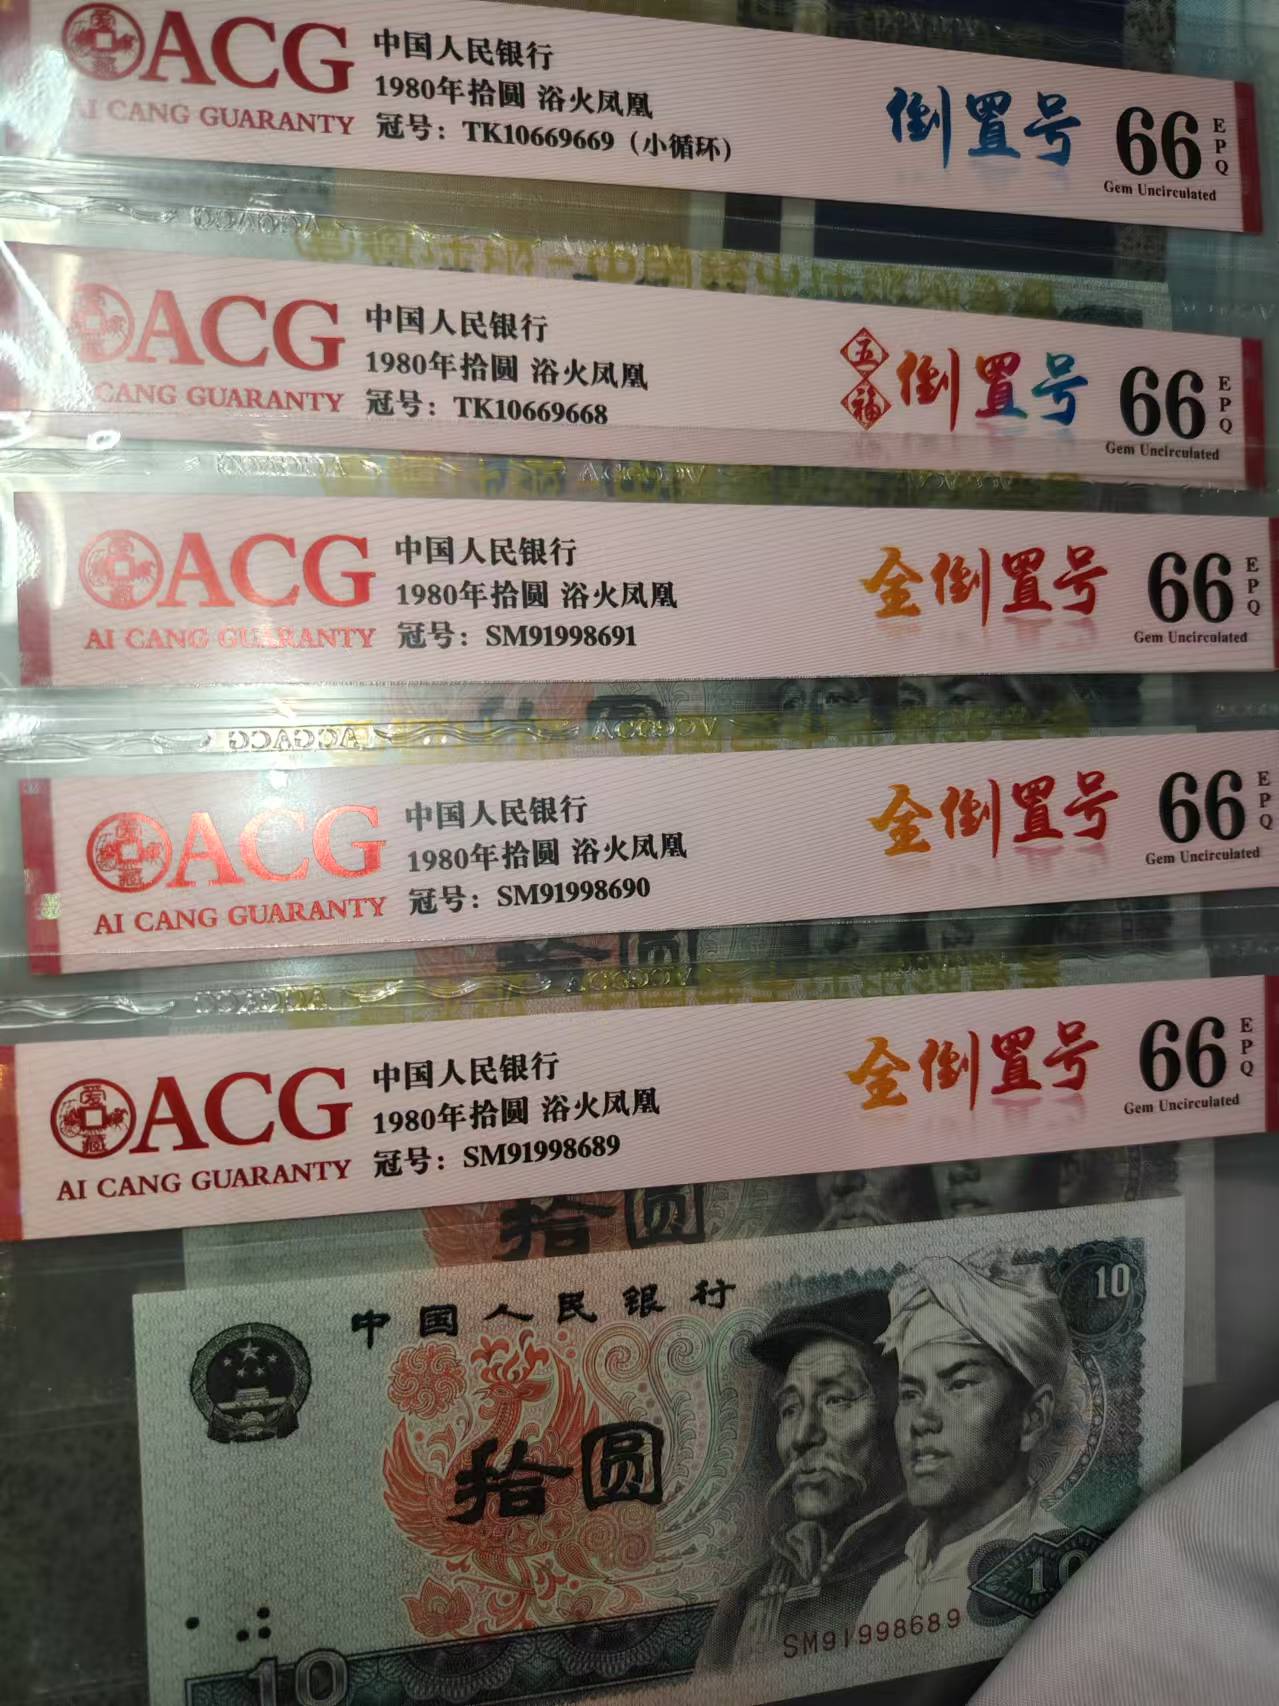 ACG
AI CANG GUARANTY
中国人民银行
1980年拾圆 浴火凤凰
冠号：TK10669669（小循环）
倒置号
66
EPQ
Gem Uncirculated
ACG
CANG GUARANTY
中国人民银行
1980年拾圆 浴火凤凰
冠号：TK10669668
五福
倒置号
66
EPQ
Gem Uncirculated
ACG
AI CANG GUARANTY
中国人民银行
1980年拾圆 浴火凤凰
冠号：SM91998691
全倒置号
66
EPQ
Gem Uncirculated
ACG
AI CANG GUARANTY
中国人民银行
1980年拾圆 浴火凤凰
冠号：SM91998690
全倒置号
66
EPQ
Gem Uncirculated
拾圆
爱藏
ACG
AI CANG GUARANTY
中国人民银行
1980年拾圆 浴火凤凰
冠号：SM91998689
全倒置号
66
EPQ
Gem Uncirculated
拾圆
中国人民银行
10
拾圆
10
SM91998689
10